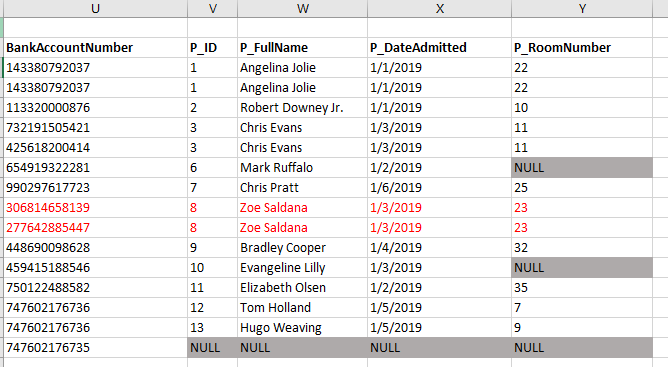 U V W X Y
BankAccountNumber P_ID P_FullName P_DateAdmitted P_RoomNumber
143380792037 1 Angelina Jolie 1/1/2019 22
143380792037 1 Angelina Jolie 1/1/2019 22
113320000876 2 Robert Downey Jr. 1/1/2019 10
732191505421 3 Chris Evans 1/3/2019 11
425618200414 3 Chris Evans 1/3/2019 11
654919322281 6 Mark Ruffalo 1/2/2019 NULL
990297617723 7 Chris Pratt 1/6/2019 25
306814658139 8 Zoe Saldana 1/3/2019 23
277642885447 8 Zoe Saldana 1/3/2019 23
448690098628 9 Bradley Cooper 1/4/2019 32
459415188546 10 Evangeline Lilly 1/3/2019 NULL
750122488582 11 Elizabeth Olsen 1/2/2019 35
747602176736 12 Tom Holland 1/5/2019 7
747602176736 13 Hugo Weaving 1/5/2019 9
747602176735 NULL NULL NULL NULL